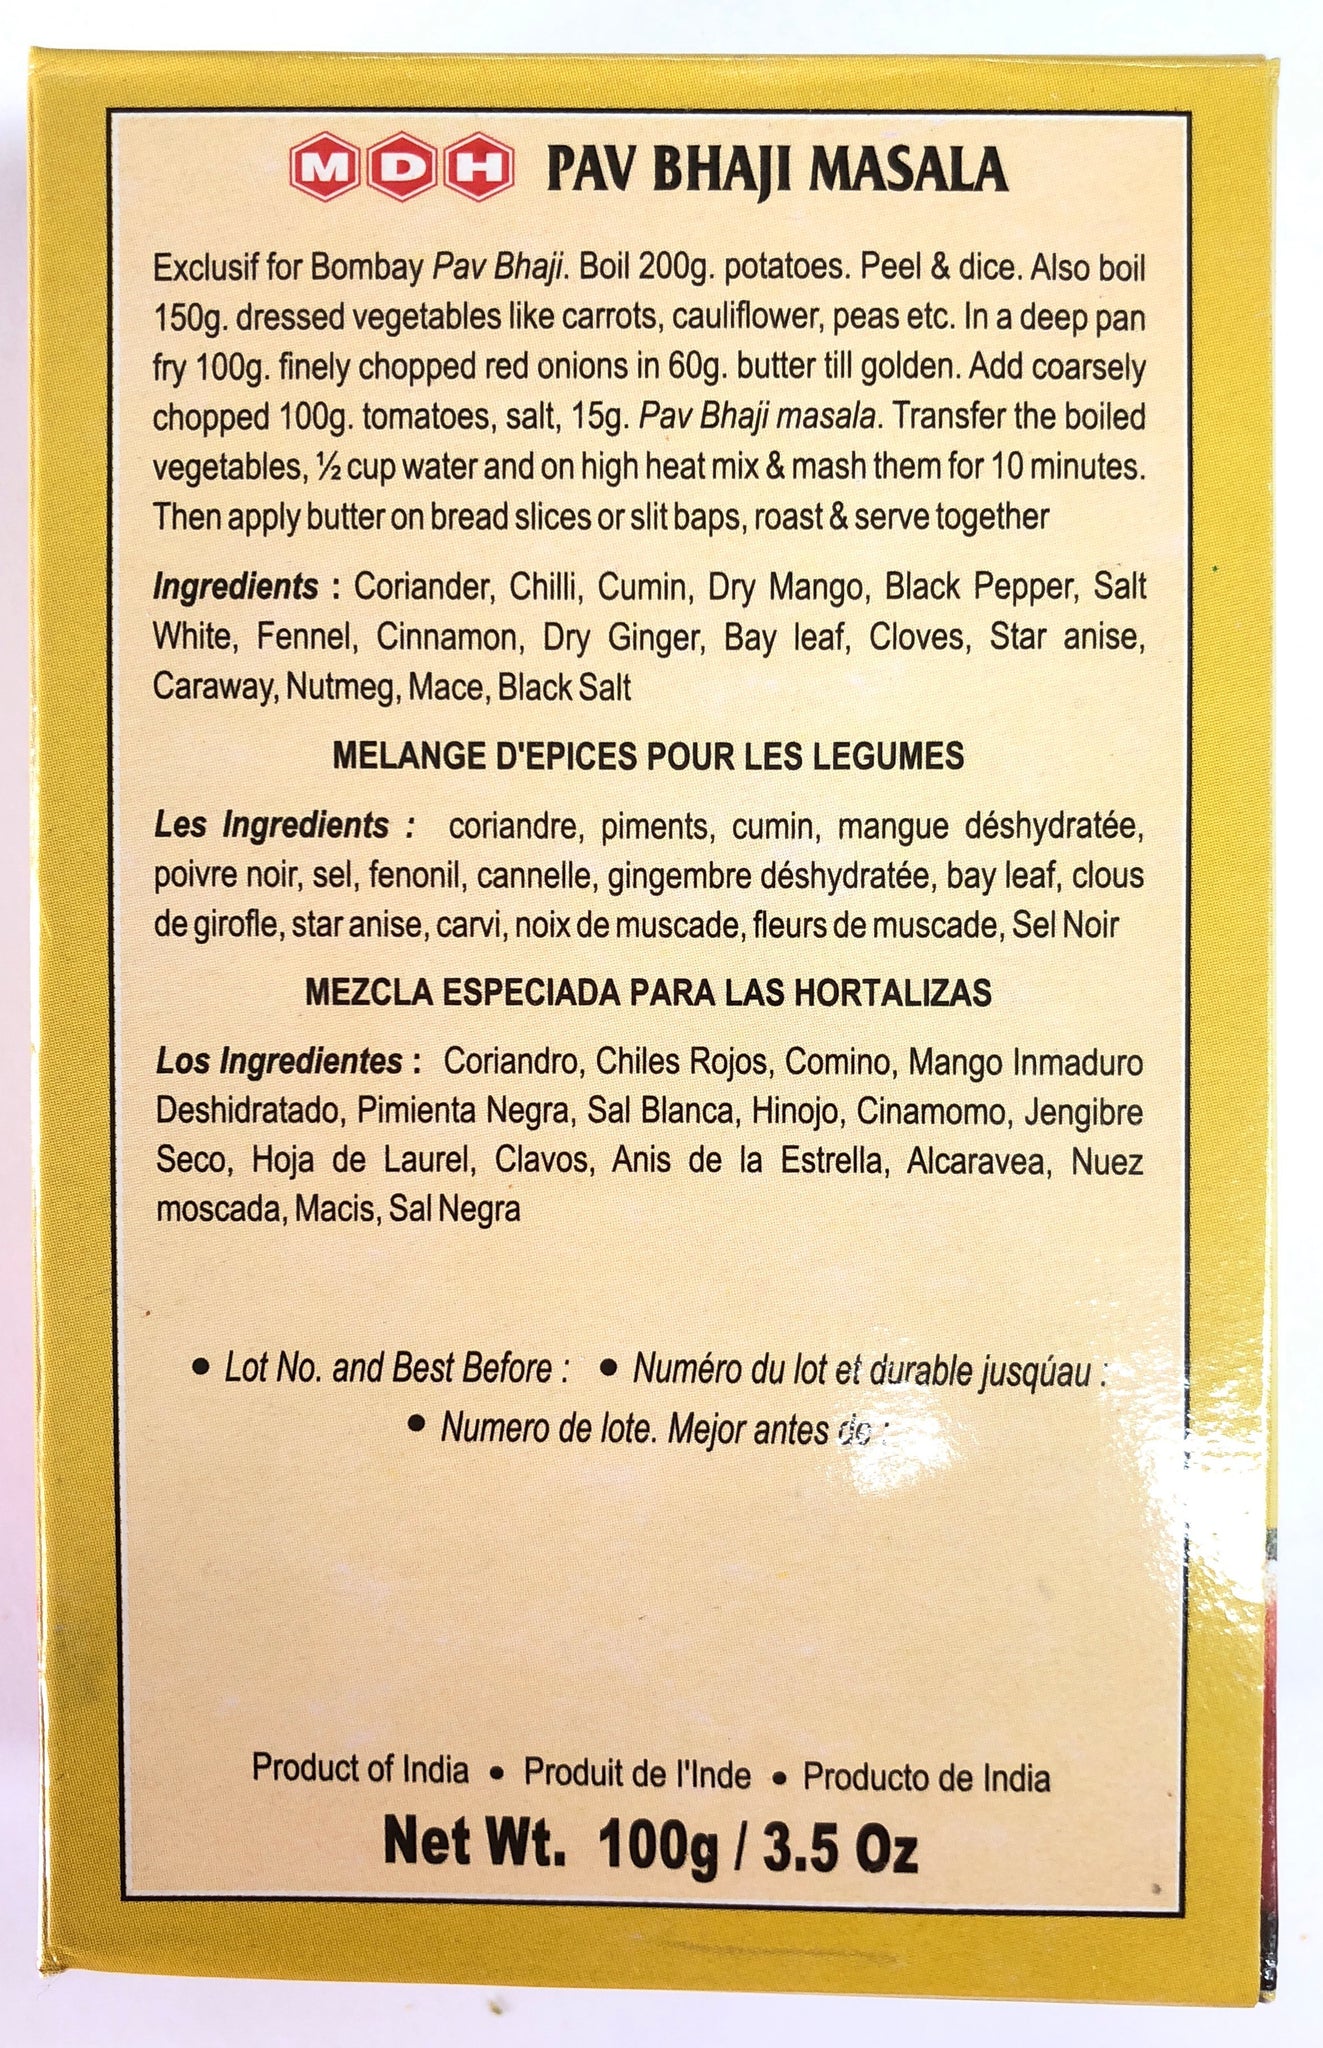 MDH PAV BHAJI MASALA
Exclusif for Bombay Pav Bhaji. Boil 200g. potatoes. Peel & dice. Also boil
150g. dressed vegetables like carrots, cauliflower, peas etc. In a deep pan
fry 100g. finely chopped red onions in 60g. butter till golden. Add coarsely
chopped 100g. tomatoes, salt, 15g. Pav Bhaji masala. Transfer the boiled
vegetables, ½ cup water and on high heat mix & mash them for 10 minutes.
Then apply butter on bread slices or slit baps, roast & serve together
Ingredients : Coriander, Chilli, Cumin, Dry Mango, Black Pepper, Salt
White, Fennel, Cinnamon, Dry Ginger, Bay leaf, Cloves, Star anise,
Caraway, Nutmeg, Mace, Black Salt
MELANGE D'EPICES POUR LES LEGUMES
Les Ingredients : coriandre, piments, cumin, mangue déshydratée,
poivre noir, sel, fenonil, cannelle, gingembre déshydratée, bay leaf, clous
de girofle, star anise, carvi, noix de muscade, fleurs de muscade, Sel Noir
MEZCLA ESPECIADA PARA LAS HORTALIZAS
Los Ingredientes : Coriandro, Chiles Rojos, Comino, Mango Inmaduro
Deshidratado, Pimienta Negra, Sal Blanca, Hinojo, Cinamomo, Jengibre
Seco, Hoja de Laurel, Clavos, Anis de la Estrella, Alcaravea, Nuez
moscada, Macis, Sal Negra
• Lot No. and Best Before : • Numéro du lot et durable jusqúau :
• Numero de lote. Mejor antes de :
Product of India • Produit de l'Inde • Producto de India
Net Wt. 100g / 3.5 Oz